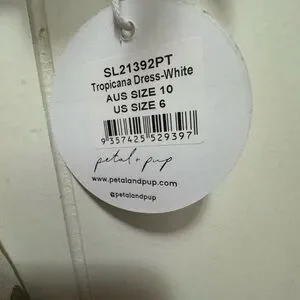 SL21392PT
Tropicana Dress-White
AUS SIZE 10
US SIZE 6
9 357425 529397
petal + pup
www.petalandpup.com
@petalandpup